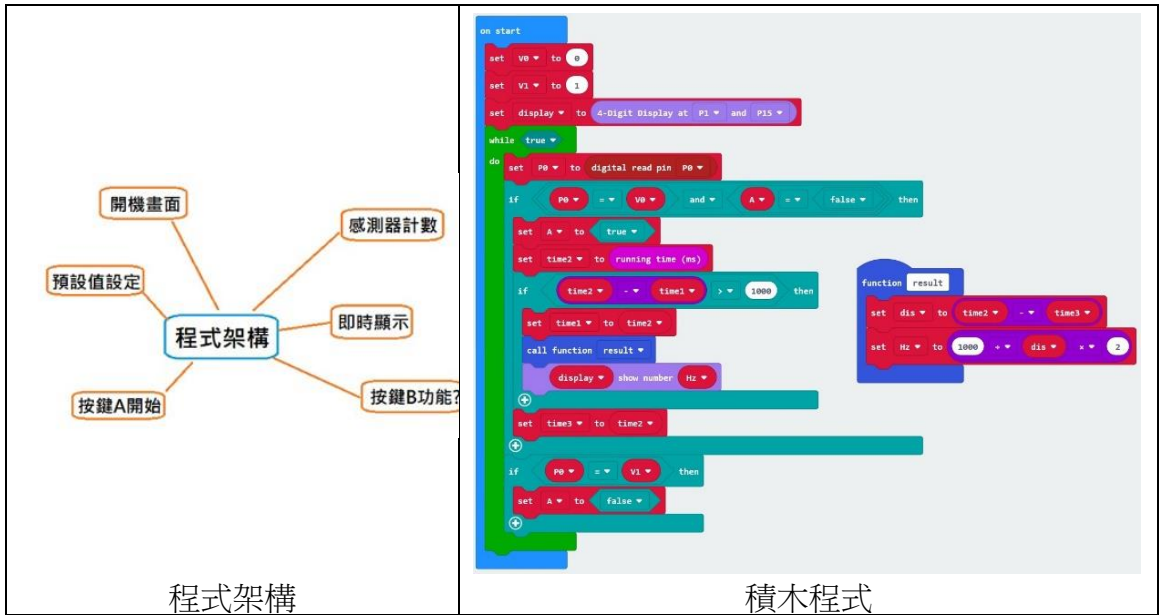 開機畫面
感測器計數
預設值設定
程式架構
即時顯示
按鍵A開始
按鍵B功能?
程式架構
on start
set V0 to 0
set V1 to 1
set display to 4-Digit Display at P1 and P15
while true
do
set P0 to digital read pin P0
if P0 = V0 and A = false then
set A to true
set time2 to running time (ms)
if time2 - time1 > 1000 then
set time1 to time2
call function result
display show number Hz
set time3 to time2
if P0 = V1 then
set A to false
function result
set dis to time2 - time3
set Hz to 1000 ÷ dis × 2
積木程式